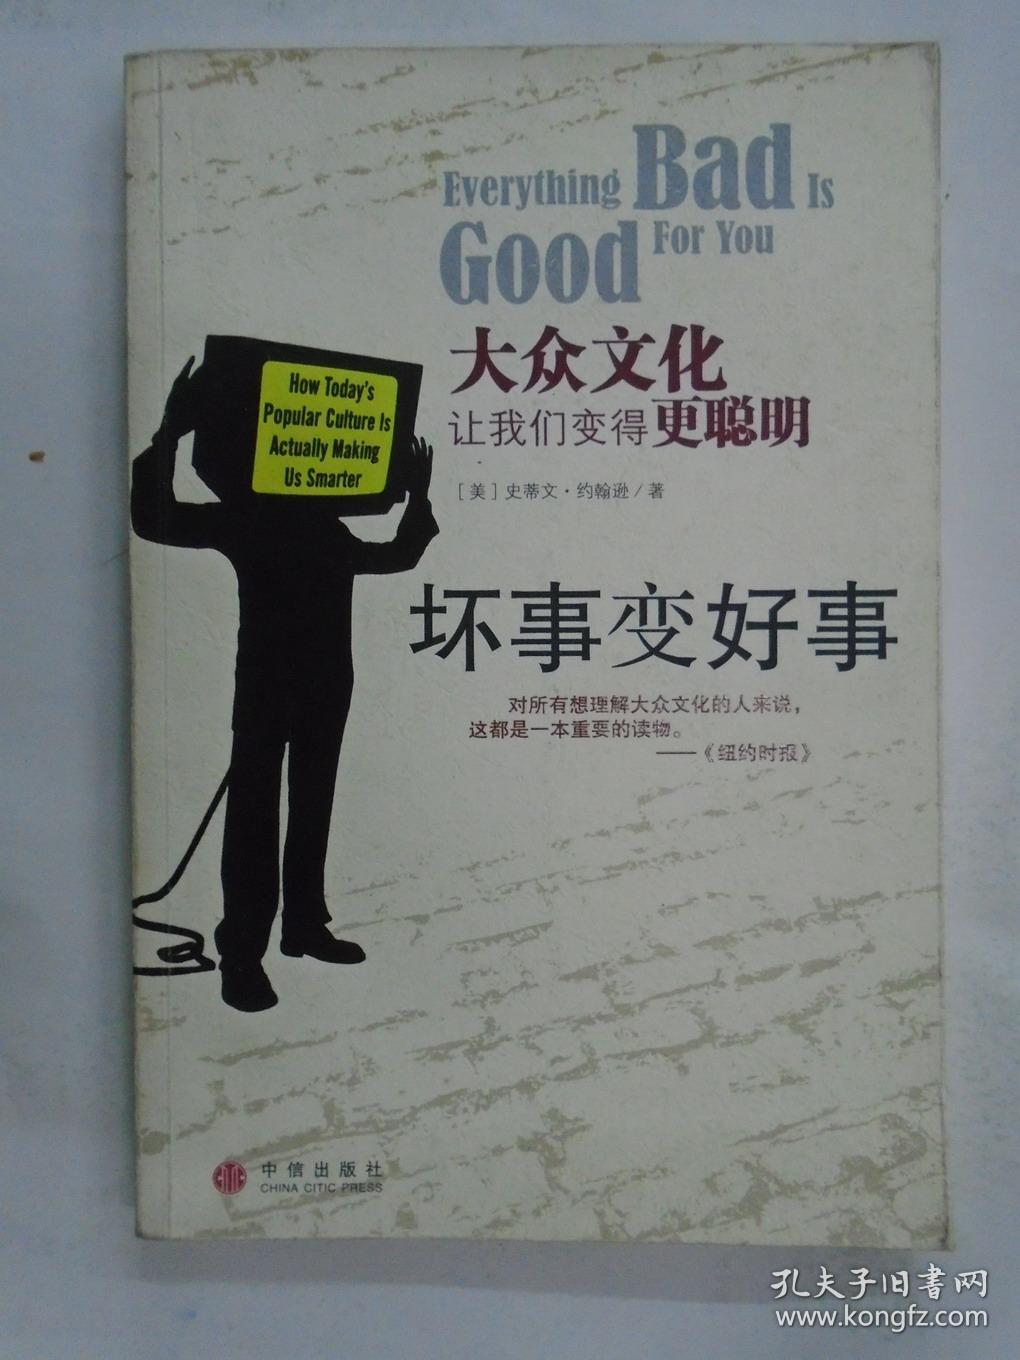 Everything Bad Is
Good For You
大众文化
让我们变得更聪明
[美]史蒂文·约翰逊/著
How Today's
Popular Culture Is
Actually Making
Us Smarter
坏事变好事
对所有想理解大众文化的人来说，
这都是一本重要的读物。
——《纽约时报》
中信出版社
CHINA CITIC PRESS
孔夫子旧书网
www.kongfz.com